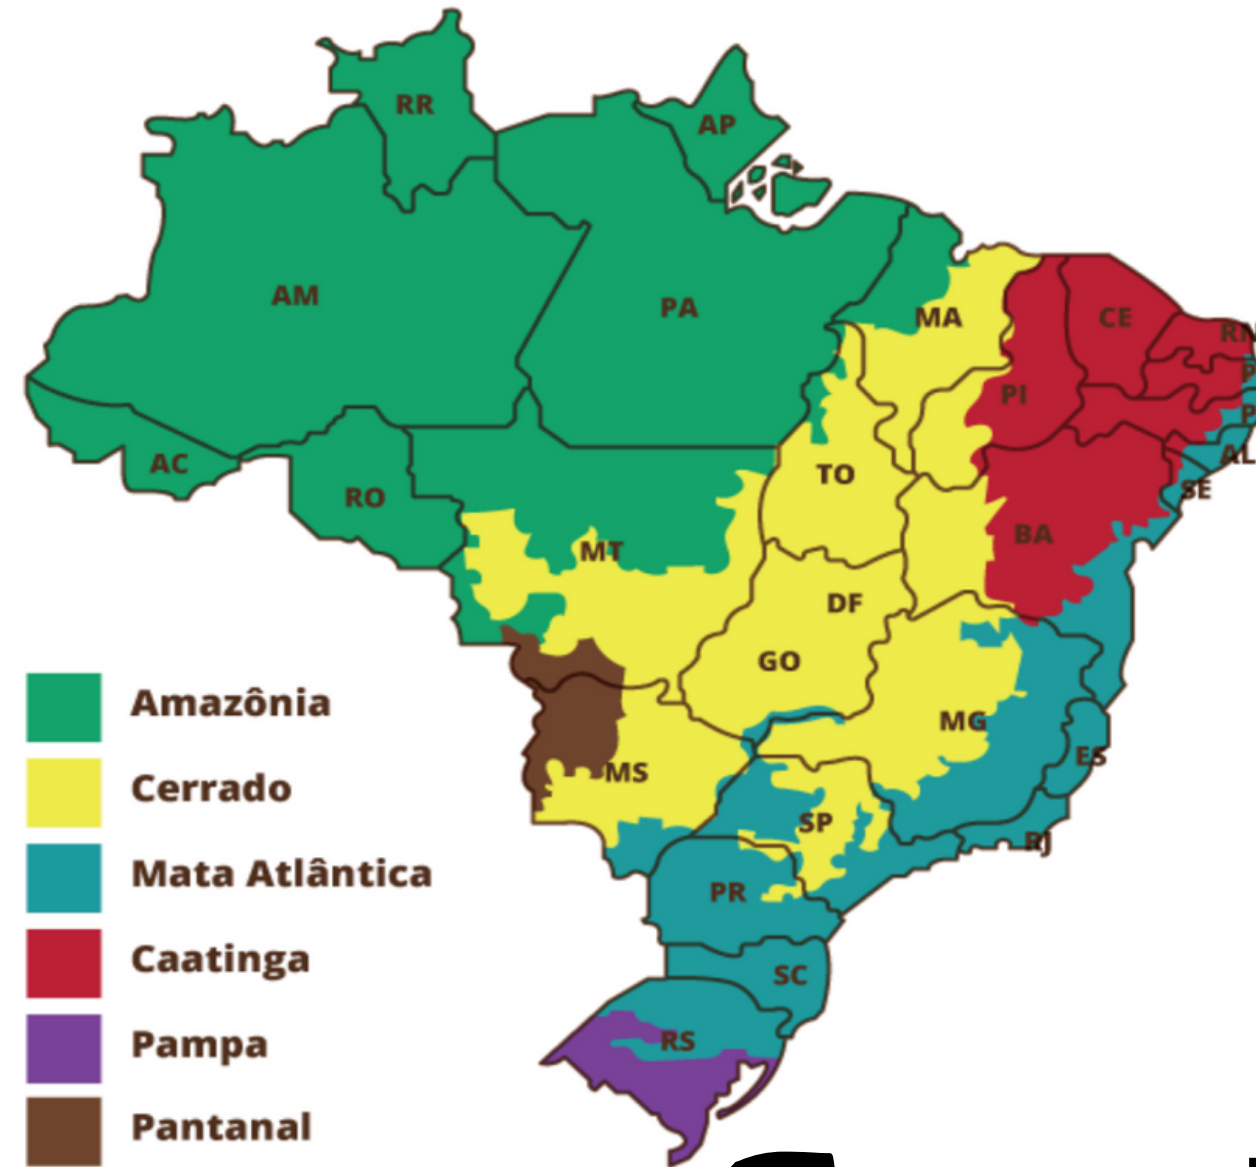 RR
AP
AM
PA
MA
CE
RN
P
PI
P
AC
TO
AL
RO
SE
BA
MT
DF
GO
MG
ES
MS
SP
RJ
PR
SC
RS
Amazônia
Cerrado
Mata Atlântica
Caatinga
Pampa
Pantanal